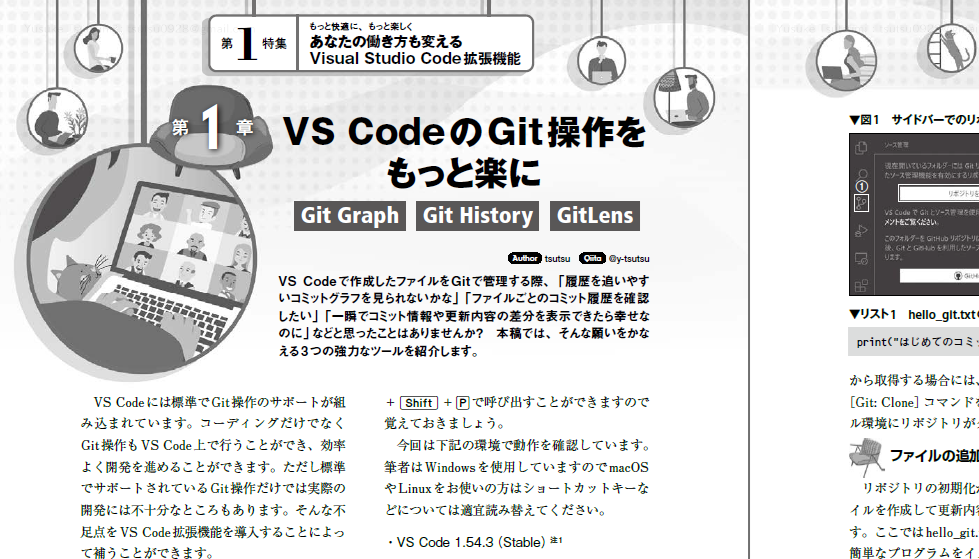 第1特集
もっと快適に、もっと楽しく
あなたの働き方も変える
Visual Studio Code拡張機能
第1章
VS CodeのGit操作を
もっと楽に
Git Graph Git History GitLens
Author tsutsu Qiita @y-tsutsu
VS Codeで作成したファイルをGitで管理する際、「履歴を追いやす
いコミットグラフを見られないかな」「ファイルごとのコミット履歴を確認
したい」「一瞬でコミット情報や更新内容の差分を表示できたら幸せな
のに」などと思ったことはありませんか？ 本稿では、そんな願いをかな
える3つの強力なツールを紹介します。
VS Codeには標準でGit操作のサポートが組
み込まれています。コーディングだけでなく
Git操作もVS Code上で行うことができ、効率
よく開発を進めることができます。ただし標準
でサポートされているGit操作だけでは実際の
開発には不十分なところもあります。そんな不
足点をVS Code拡張機能を導入することによっ
て補うことができます。
＋ Shift ＋ Pで呼び出すことができますので
覚えておきましょう。
今回は下記の環境で動作を確認しています。
筆者はWindowsを使用していますのでmacOS
やLinuxをお使いの方はショートカットキーな
どについては適宜読み替えてください。
・VS Code 1.54.3（Stable）注1
▼図1 サイドバーでのリポ
ソース管理
現在開いているフォルダーには Git リ
たソース管理機能を有効にするリポ
リポジトリを
①
VS Code で Git とソース管理を使
メントをご覧ください。
このフォルダーを GitHub リポジトリに
後、Git と GitHub を利用したソース
ります。
GitH
▼リスト1 hello_git.txt
print("はじめてのコミッ
から取得する場合には、
[Git: Clone] コマンドを
ル環境にリポジトリが
ファイルの追加
リポジトリの初期化
イルを作成して更新内容
す。ここではhello_git.
簡単なプログラムをイ